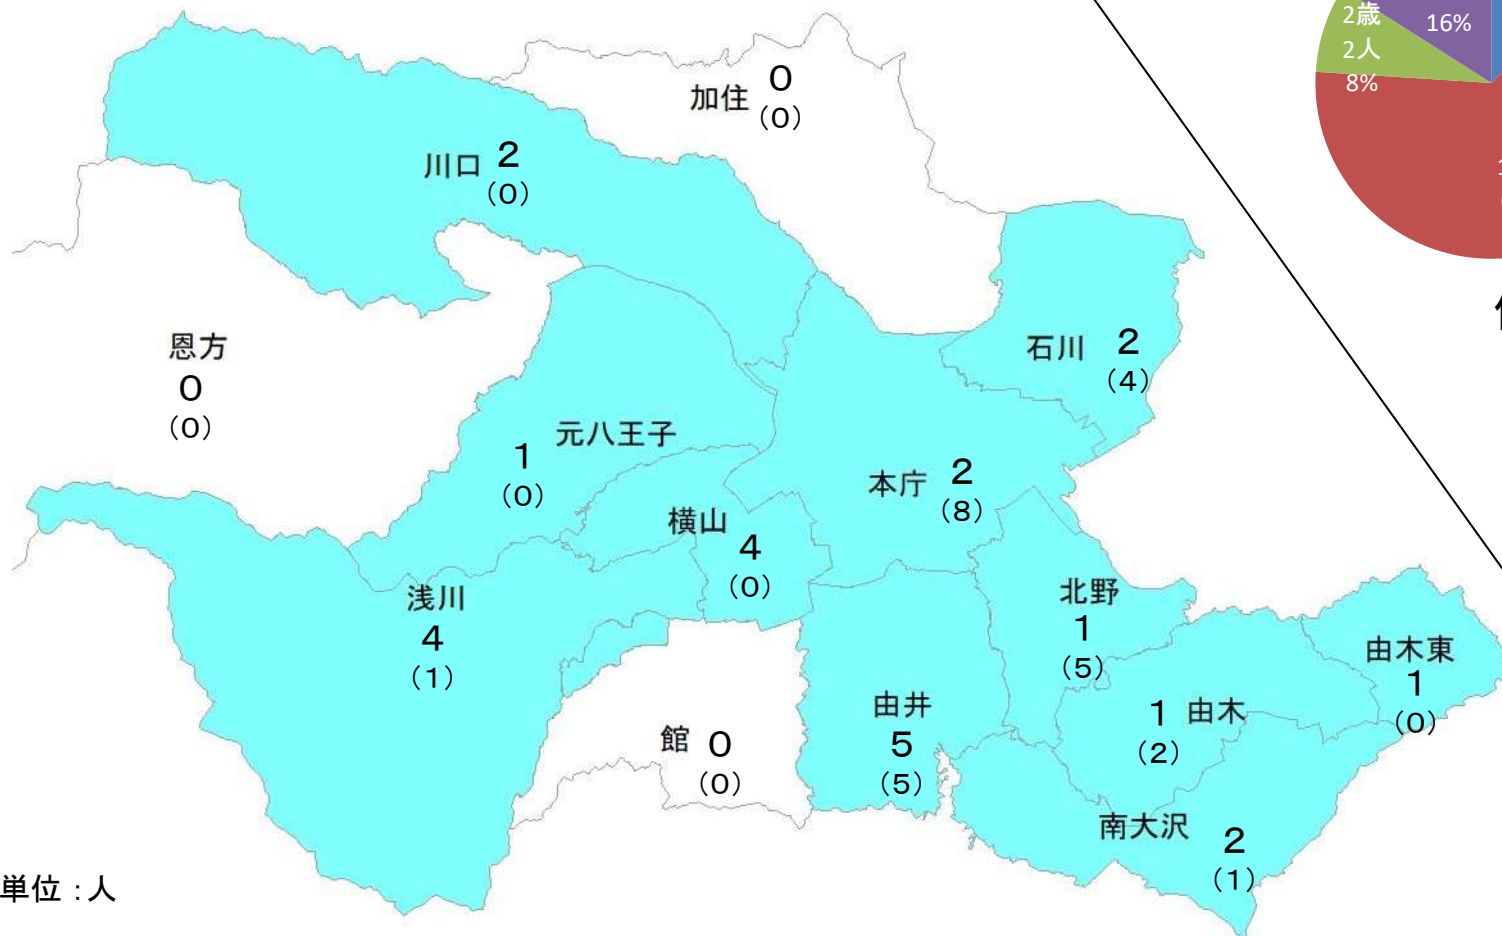 2歳
2人
8%
16%
加住 0
(0)
川口 2
(0)
恩方
0
(0)
石川 2
(4)
元八王子
1
(0)
本庁 2
(8)
横山
4
(0)
浅川
4
(1)
北野
1
(5)
由木東
1
(0)
由井
5
(5)
1 由木
(2)
館 0
(0)
南大沢
2
(1)
単位:人